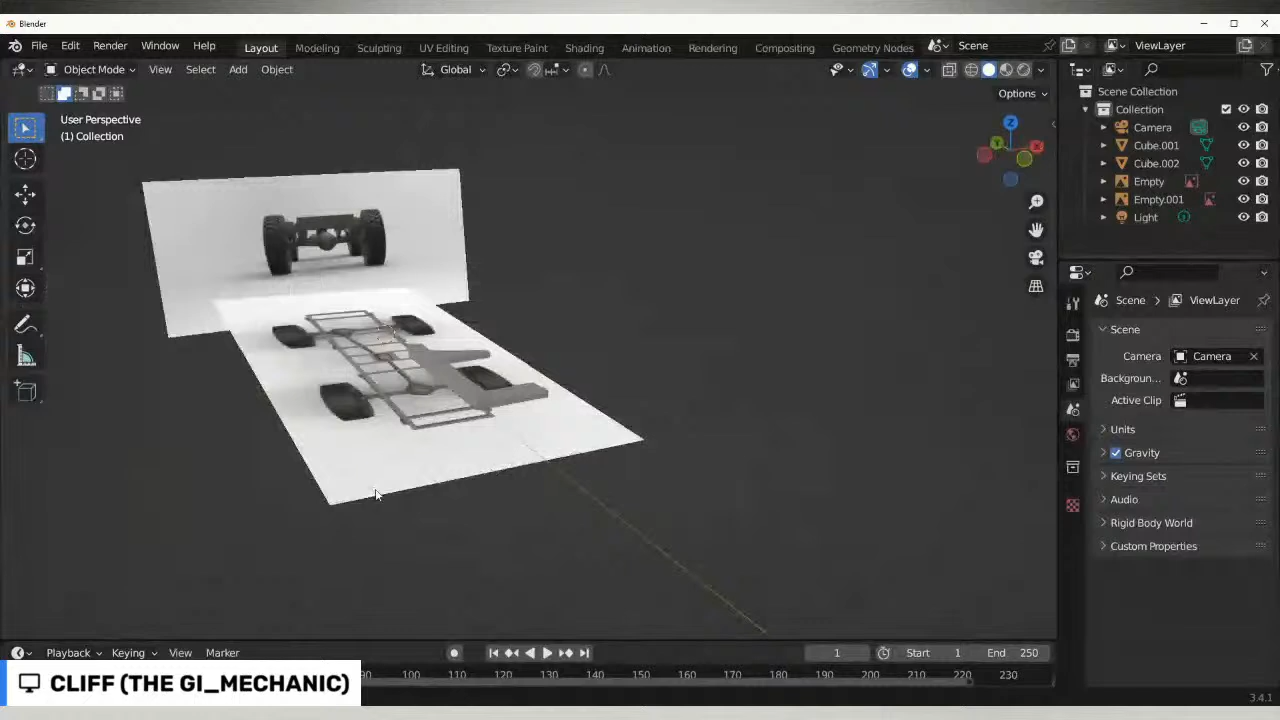 Blender
File Edit Render Window Help
Layout Modeling Sculpting UV Editing Texture Paint Shading Animation Rendering Compositing Geometry Nodes
Scene
ViewLayer
Object Mode View Select Add Object
Global
Options
User Perspective
(1) Collection
Z
X
Y
Scene Collection
Collection
Camera
Cube.001
Cube.002
Empty
Empty.001
Light
Scene > ViewLayer
Scene
Camera Camera
Backgroun...
Active Clip
Units
Gravity
Keying Sets
Audio
Rigid Body World
Custom Properties
Playback Keying View Marker
1 Start 1 End 250
90 100 110 120 130 140 150 160 170 180 190 200 210 220 230
CLIFF (THE GI_MECHANIC)
3.4.1